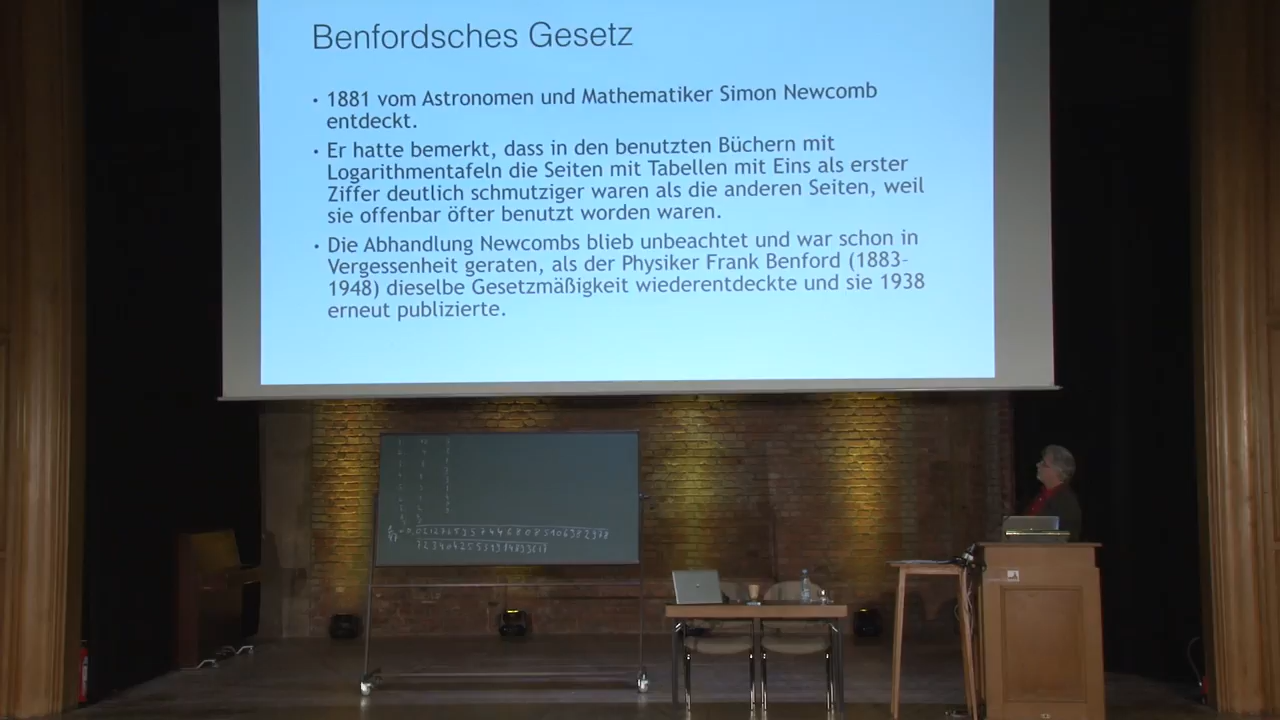 Benfordsches Gesetz
• 1881 vom Astronomen und Mathematiker Simon Newcomb
entdeckt.
• Er hatte bemerkt, dass in den benutzten Büchern mit
Logarithmentafeln die Seiten mit Tabellen mit Eins als erster
Ziffer deutlich schmutziger waren als die anderen Seiten, weil
sie offenbar öfter benutzt worden waren.
• Die Abhandlung Newcombs blieb unbeachtet und war schon in
Vergessenheit geraten, als der Physiker Frank Benford (1883-
1948) dieselbe Gesetzmäßigkeit wiederentdeckte und sie 1938
erneut publizierte.